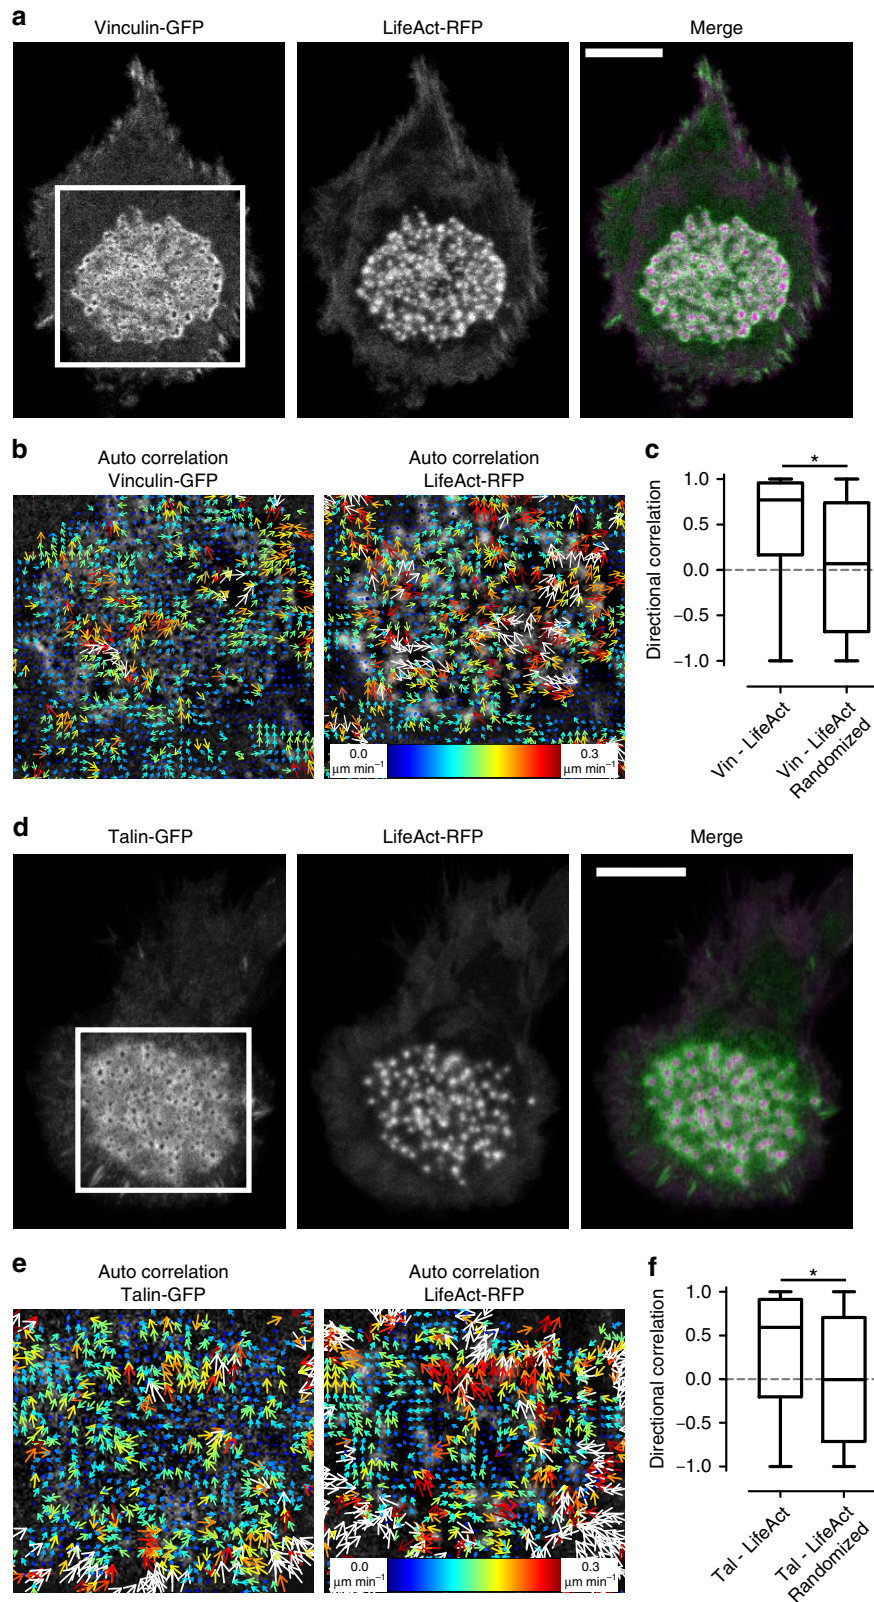 a
Vinculin-GFP
LifeAct-RFP
Merge
b
Auto correlation
Vinculin-GFP
Auto correlation
LifeAct-RFP
0.0
μm min⁻¹
0.3
μm min⁻¹
c
Directional correlation
1.0
0.5
0.0
−0.5
−1.0
*
Vin - LifeAct
Vin - LifeAct
Randomized
d
Talin-GFP
LifeAct-RFP
Merge
e
Auto correlation
Talin-GFP
Auto correlation
LifeAct-RFP
0.0
μm min⁻¹
0.3
μm min⁻¹
f
Directional correlation
1.0
0.5
0.0
−0.5
−1.0
*
Tal - LifeAct
Tal - LifeAct
Randomized